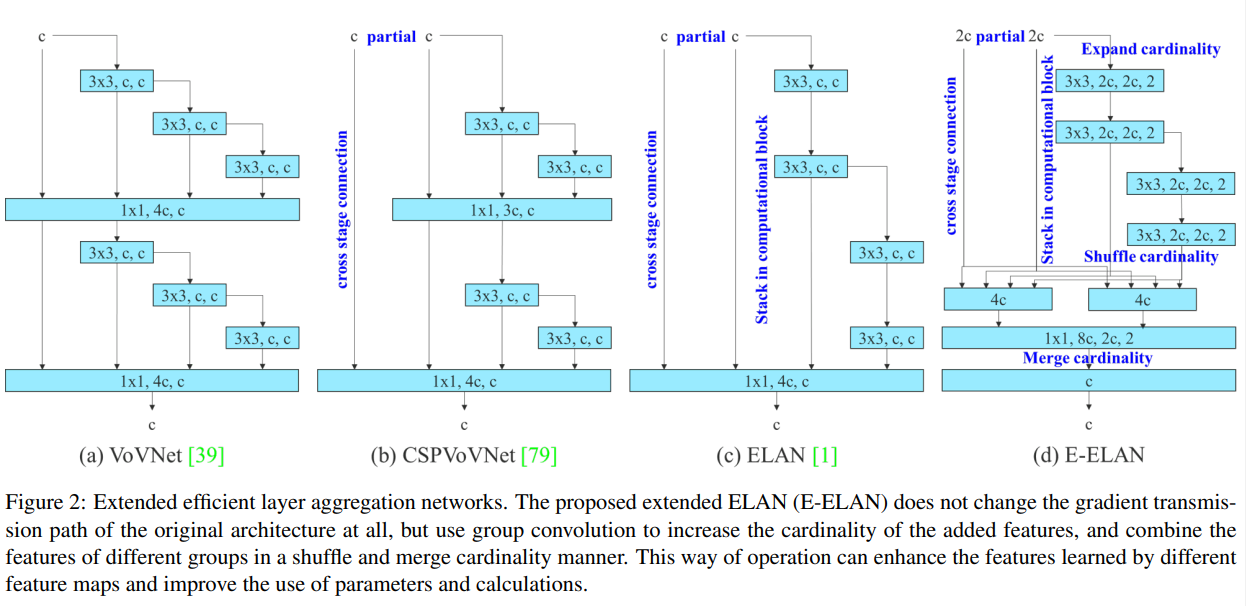 c
3x3, c, c
3x3, c, c
3x3, c, c
1x1, 4c, c
3x3, c, c
3x3, c, c
3x3, c, c
1x1, 4c, c
c
(a) VoVNet [39]
c partial c
cross stage connection
3x3, c, c
3x3, c, c
1x1, 3c, c
3x3, c, c
3x3, c, c
1x1, 4c, c
c
(b) CSPVoVNet [79]
c partial c
cross stage connection
Stack in computational block
3x3, c, c
3x3, c, c
3x3, c, c
3x3, c, c
1x1, 4c, c
c
(c) ELAN [1]
2c partial 2c
Expand cardinality
cross stage connection
Stack in computational block
3x3, 2c, 2c, 2
3x3, 2c, 2c, 2
3x3, 2c, 2c, 2
3x3, 2c, 2c, 2
Shuffle cardinality
4c
4c
1x1, 8c, 2c, 2
Merge cardinality
c
c
(d) E-ELAN
Figure 2: Extended efficient layer aggregation networks. The proposed extended ELAN (E-ELAN) does not change the gradient transmis-
sion path of the original architecture at all, but use group convolution to increase the cardinality of the added features, and combine the
features of different groups in a shuffle and merge cardinality manner. This way of operation can enhance the features learned by different
feature maps and improve the use of parameters and calculations.